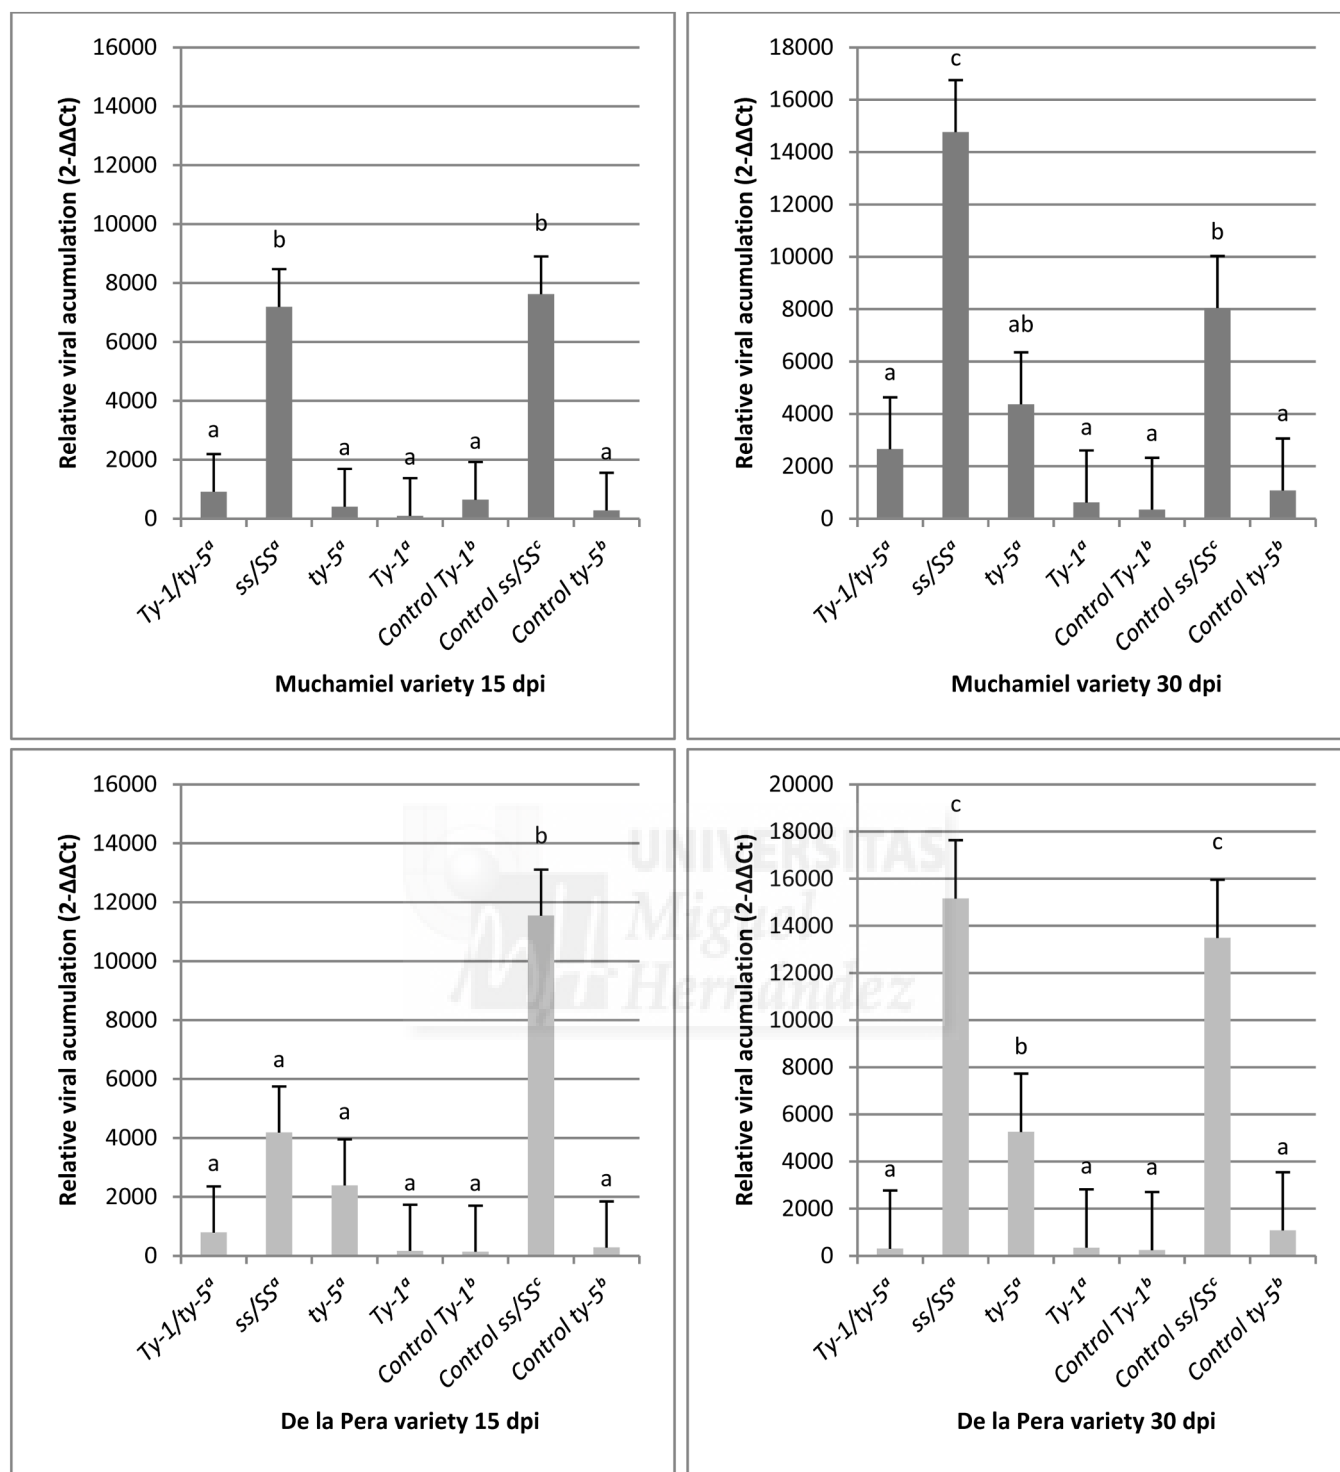 Relative viral acumulation (2-ΔΔCt)
16000
14000
12000
10000
8000
6000
4000
2000
0
a
b
a
a
a
b
a
Ty-1/ty-5ᵃ
ss/SSᵃ
ty-5ᵃ
Ty-1ᵃ
Control Ty-1ᵇ
Control ss/SSᶜ
Control ty-5ᵇ
Muchamiel variety 15 dpi
Relative viral acumulation (2-ΔΔCt)
18000
16000
14000
12000
10000
8000
6000
4000
2000
0
a
c
ab
a
a
b
a
Ty-1/ty-5ᵃ
ss/SSᵃ
ty-5ᵃ
Ty-1ᵃ
Control Ty-1ᵇ
Control ss/SSᶜ
Control ty-5ᵇ
Muchamiel variety 30 dpi
Relative viral acumulation (2-ΔΔCt)
16000
14000
12000
10000
8000
6000
4000
2000
0
a
a
a
a
a
b
a
Ty-1/ty-5ᵃ
ss/SSᵃ
ty-5ᵃ
Ty-1ᵃ
Control Ty-1ᵇ
Control ss/SSᶜ
Control ty-5ᵇ
De la Pera variety 15 dpi
Relative viral acumulation (2-ΔΔCt)
20000
18000
16000
14000
12000
10000
8000
6000
4000
2000
0
a
c
b
a
a
c
a
Ty-1/ty-5ᵃ
ss/SSᵃ
ty-5ᵃ
Ty-1ᵃ
Control Ty-1ᵇ
Control ss/SSᶜ
Control ty-5ᵇ
De la Pera variety 30 dpi
UNIVERSITAS
Miguel
Hernández